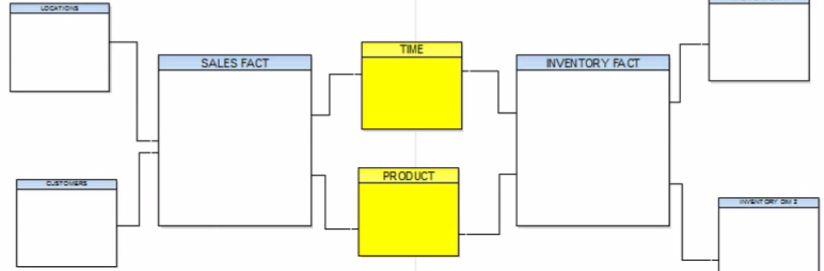 LOCATIONS
TIME
SALES FACT
INVENTORY FACT
PRODUCT
CUSTOMERS
INVENTORY DIM 2